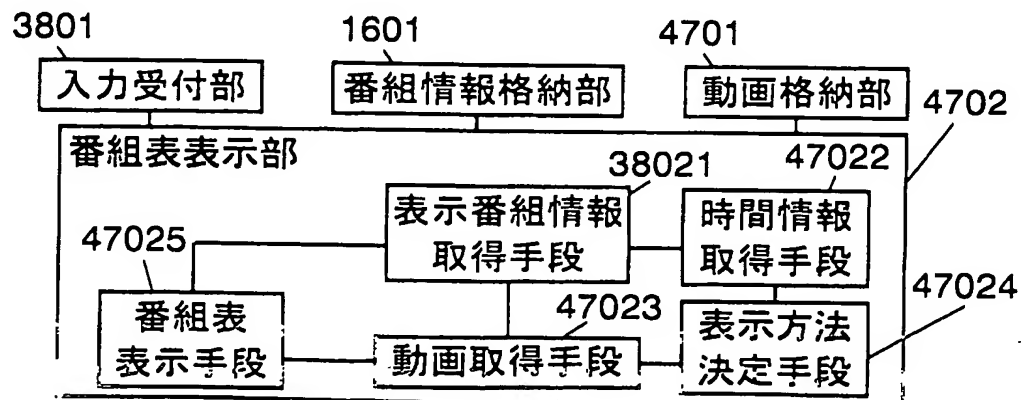 3801
1601
4701
入力受付部
番組情報格納部
動画格納部
4702
番組表表示部
38021
47022
表示番組情報
取得手段
時間情報
取得手段
47025
47023
47024
番組表
表示手段
動画取得手段
表示方法
決定手段